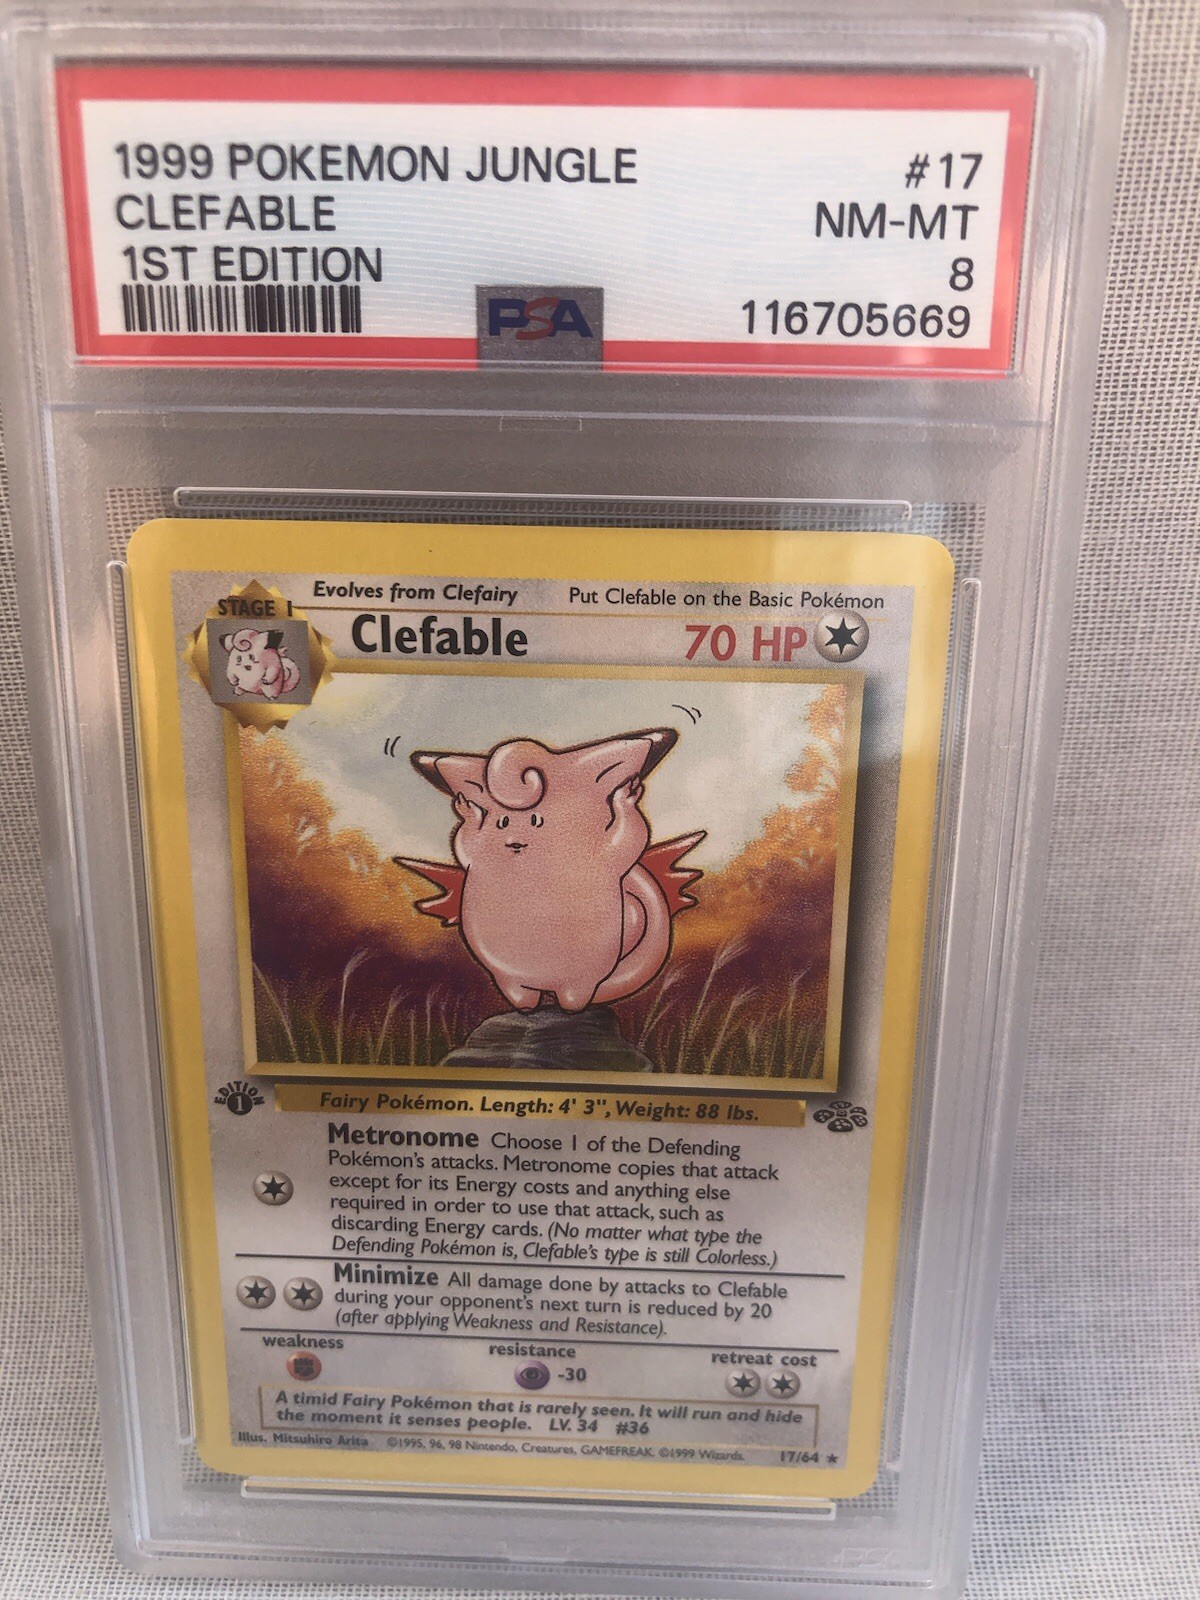 1999 POKEMON JUNGLE #17
CLEFABLE NM-MT
1ST EDITION 8
PSA 116705669
STAGE 1 Evolves from Clefairy Put Clefable on the Basic Pokémon
Clefable 70 HP
EDITION 1
Fairy Pokémon. Length: 4' 3", Weight: 88 lbs.
Metronome Choose 1 of the Defending
Pokémon's attacks. Metronome copies that attack
except for its Energy costs and anything else
required in order to use that attack, such as
discarding Energy cards. (No matter what type the
Defending Pokémon is, Clefable's type is still Colorless.)
Minimize All damage done by attacks to Clefable
during your opponent's next turn is reduced by 20
(after applying Weakness and Resistance).
weakness resistance retreat cost
-30
A timid Fairy Pokémon that is rarely seen. It will run and hide
the moment it senses people. LV. 34 #36
Illus. Mitsuhiro Arita ©1995, 96, 98 Nintendo, Creatures, GAMEFREAK. ©1999 Wizards. 17/64 ★